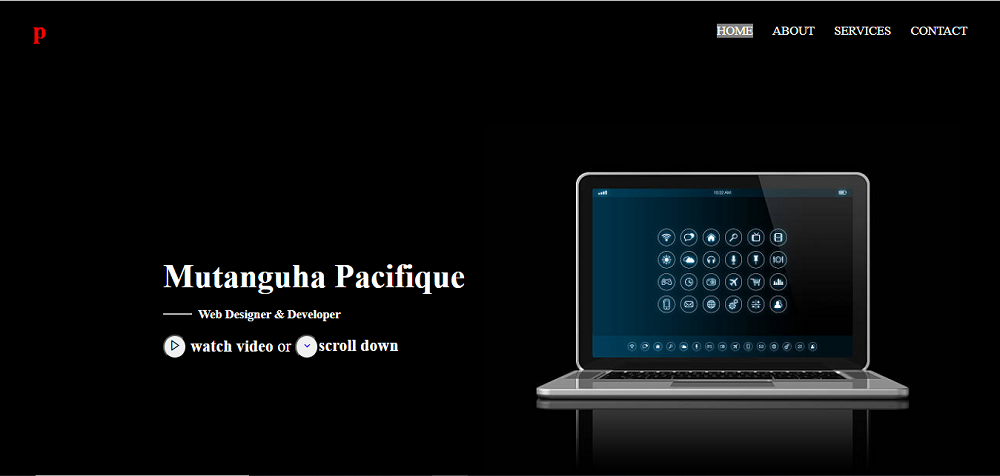 p
HOME ABOUT SERVICES CONTACT
10:22 AM
Mutanguha Pacifique
Web Designer & Developer
watch video or scroll down